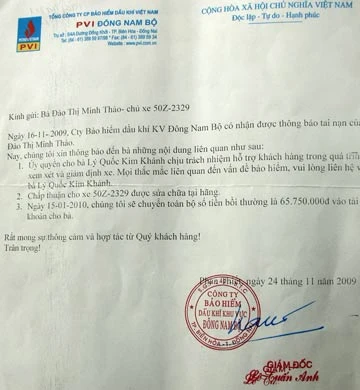 PETROVIETNAM
PVI
TỔNG CÔNG TY CP BẢO HIỂM DẦU KHÍ VIỆT NAM
PVI ĐÔNG NAM BỘ
CỘNG HÒA XÃ HỘI CHỦ NGHĨA VIỆT NAM
Độc lập - Tự do - Hạnh phúc
Kính gửi: Bà Đào Thị Minh Thảo- chủ xe 50Z-2329
Ngày 16-11- 2009, Cty Bảo hiểm dầu khí KV Đông Nam Bộ có nhận được thông báo tai nạn của
Đào Thị Minh Thảo.
Nay, chúng tôi xin thông báo đến bà những nội dung liên quan như sau:
1. Ủy quyền cho bà Lý Quốc Kim Khánh chịu trách nhiệm hỗ trợ khách hàng trong quá
xem xét và giám định xe. Mọi thắc mắc liên quan đến vấn đề bảo hiểm, vui lòng liên hệ
bà Lý Quốc Kim Khánh.
2. Chấp thuận cho xe 50Z-2329 được sửa chữa tại hãng.
3. Ngày 15-01-2010, chúng tôi sẽ chuyển toàn bộ số tiền bồi thường là 65.750.000đ vào tài
khoản cho bà.
Rất mong sự thông cảm và hợp tác từ Quý khách hàng!
Trân trọng!
ngày 24 tháng 11 năm 2009
CÔNG TY
BẢO HIỂM
DẦU KHÍ KHU VỰC
ĐÔNG NAM BỘ
TP. BIÊN HÒA
GIÁM ĐỐC
Tuấn Anh